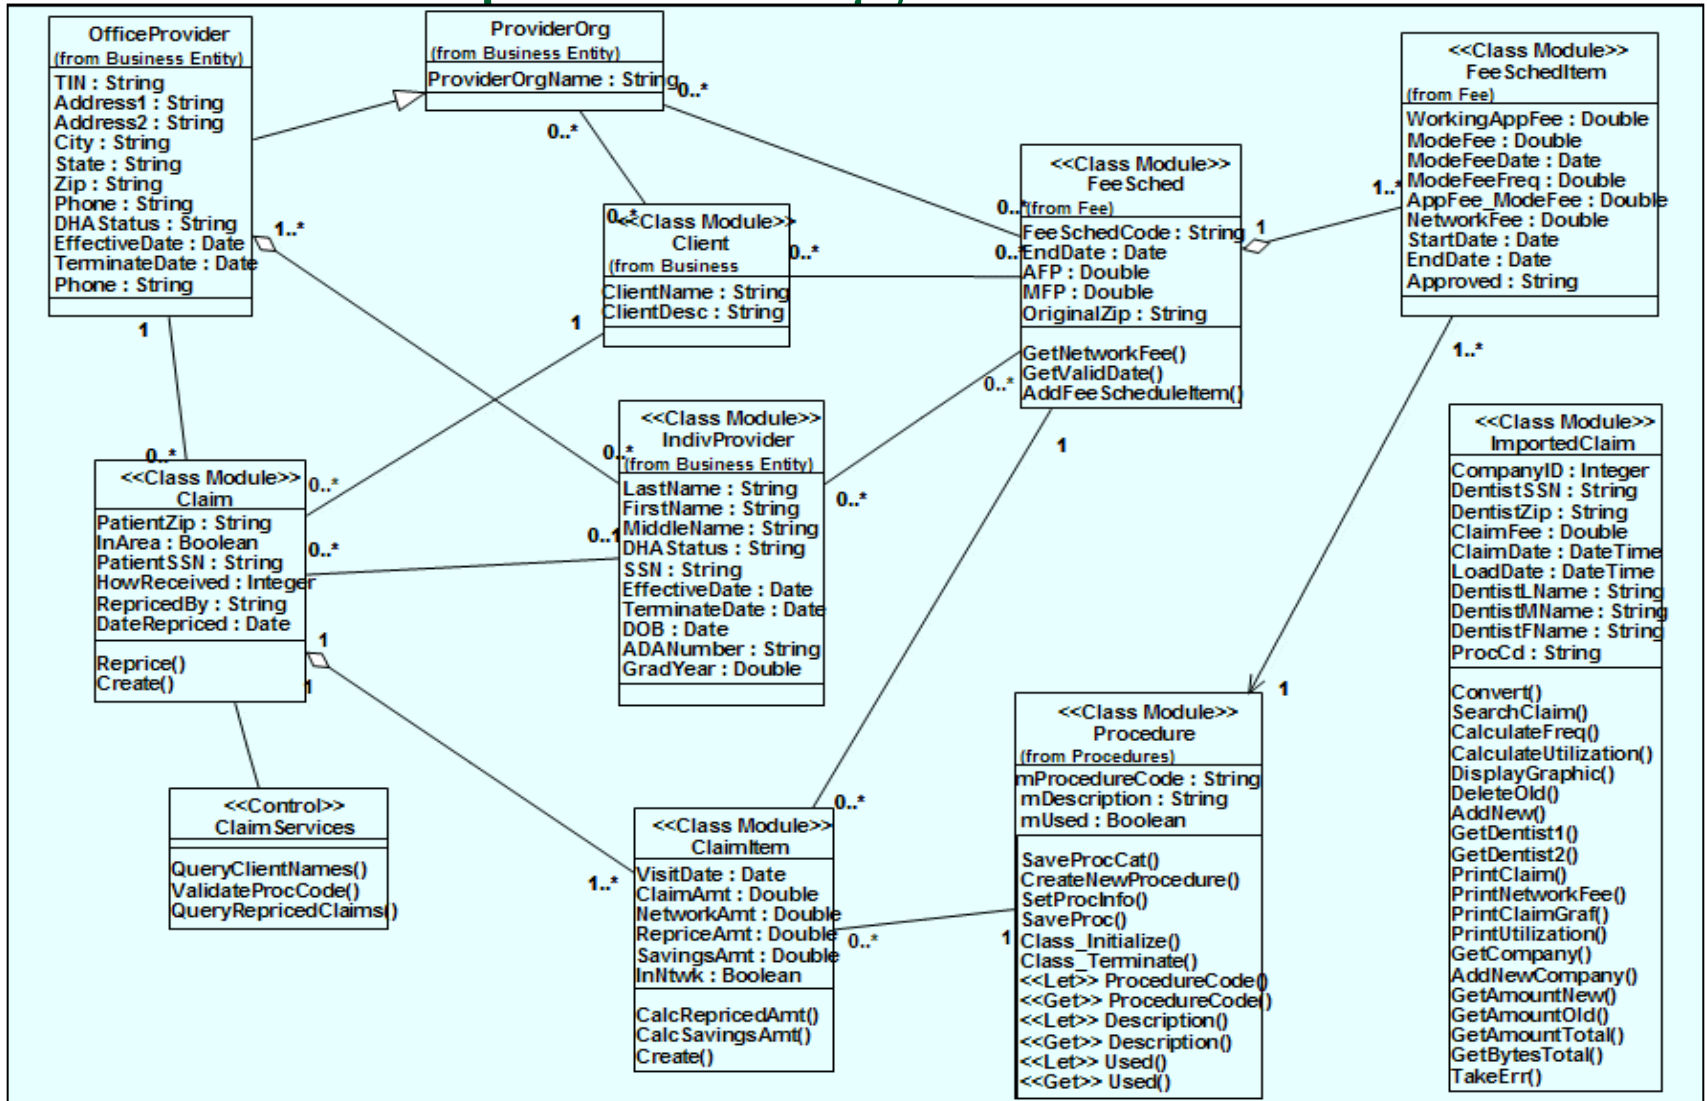 OfficeProvider
(from Business Entity)
TIN : String
Address1 : String
Address2 : String
City : String
State : String
Zip : String
Phone : String
DHAStatus : String
EffectiveDate : Date
TerminateDate : Date
Phone : String
1..*
1
0..*
ProviderOrg
(from Business Entity)
ProviderOrgName : String
0..*
0..*
0..*
<<Class Module>>
Client
(from Business
ClientName : String
ClientDesc : String
0..*
1
<<Class Module>>
FeeSched
(from Fee)
FeeSchedCode : String
EndDate : Date
AFP : Double
MFP : Double
OriginalZip : String
GetNetworkFee()
GetValidDate()
AddFeeScheduleItem()
0..*
0..*
0..*
1
1
<<Class Module>>
FeeSchedItem
(from Fee)
WorkingAppFee : Double
ModeFee : Double
ModeFeeDate : Date
ModeFeeFreq : Double
AppFee_ModeFee : Double
NetworkFee : Double
StartDate : Date
EndDate : Date
Approved : String
1..*
1..*
<<Class Module>>
Claim
PatientZip : String
InArea : Boolean
PatientSSN : String
HowReceived : Integer
RepricedBy : String
DateRepriced : Date
Reprice()
Create()
0..*
0..*
1
1
<<Class Module>>
IndivProvider
(from Business Entity)
LastName : String
FirstName : String
MiddleName : String
DHAStatus : String
SSN : String
EffectiveDate : Date
TerminateDate : Date
DOB : Date
ADANumber : String
GradYear : Double
0..*
0..1
0..*
<<Class Module>>
ImportedClaim
CompanyID : Integer
DentistSSN : String
DentistZip : String
ClaimFee : Double
ClaimDate : DateTime
LoadDate : DateTime
DentistLName : String
DentistMName : String
DentistFName : String
ProcCd : String
Convert()
SearchClaim()
CalculateFreq()
CalculateUtilization()
DisplayGraphic()
DeleteOld()
AddNew()
GetDentist1()
GetDentist2()
PrintClaim()
PrintNetworkFee()
PrintClaimGraf()
PrintUtilization()
GetCompany()
AddNewCompany()
GetAmountNew()
GetAmountOld()
GetAmountTotal()
GetBytesTotal()
TakeErr()
<<Control>>
ClaimServices
QueryClientNames()
ValidateProcCode()
QueryRepricedClaims()
<<Class Module>>
ClaimItem
VisitDate : Date
ClaimAmt : Double
NetworkAmt : Double
RepriceAmt : Double
SavingsAmt : Double
InNtwk : Boolean
CalcRepricedAmt()
CalcSavingsAmt()
Create()
1..*
0..*
0..*
<<Class Module>>
Procedure
(from Procedures)
mProcedureCode : String
mDescription : String
mUsed : Boolean
SaveProcCat()
CreateNewProcedure()
SetProcInfo()
SaveProc()
Class_Initialize()
Class_Terminate()
<<Let>> ProcedureCode()
<<Get>> ProcedureCode()
<<Let>> Description()
<<Get>> Description()
<<Let>> Used()
<<Get>> Used()
1
1